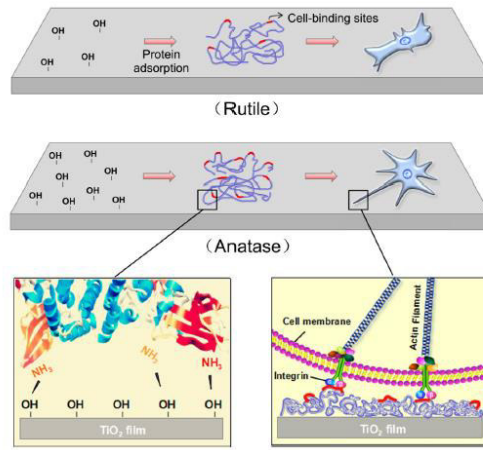 Cell-binding sites
OH OH
OH
OH OH
Protein
adsorption
(Rutile)
OH OH
OH OH OH
OH OH OH
(Anatase)
NH₃ NH₃ NH₃
OH OH OH OH OH
TiO₂ film
Cell membrane
Actin Filament
Integrin
TiO₂ film